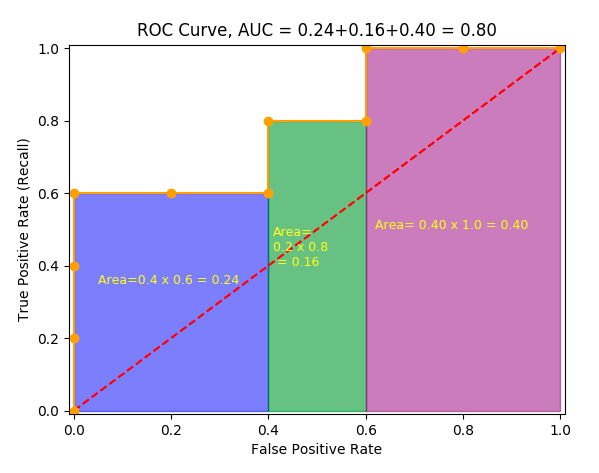 ROC Curve, AUC = 0.24+0.16+0.40 = 0.80
True Positive Rate (Recall)
1.0
0.8
0.6
0.4
0.2
0.0
Area=0.4 x 0.6 = 0.24
Area=
0.2 x 0.8
= 0.16
Area= 0.40 x 1.0 = 0.40
0.0 0.2 0.4 0.6 0.8 1.0
False Positive Rate